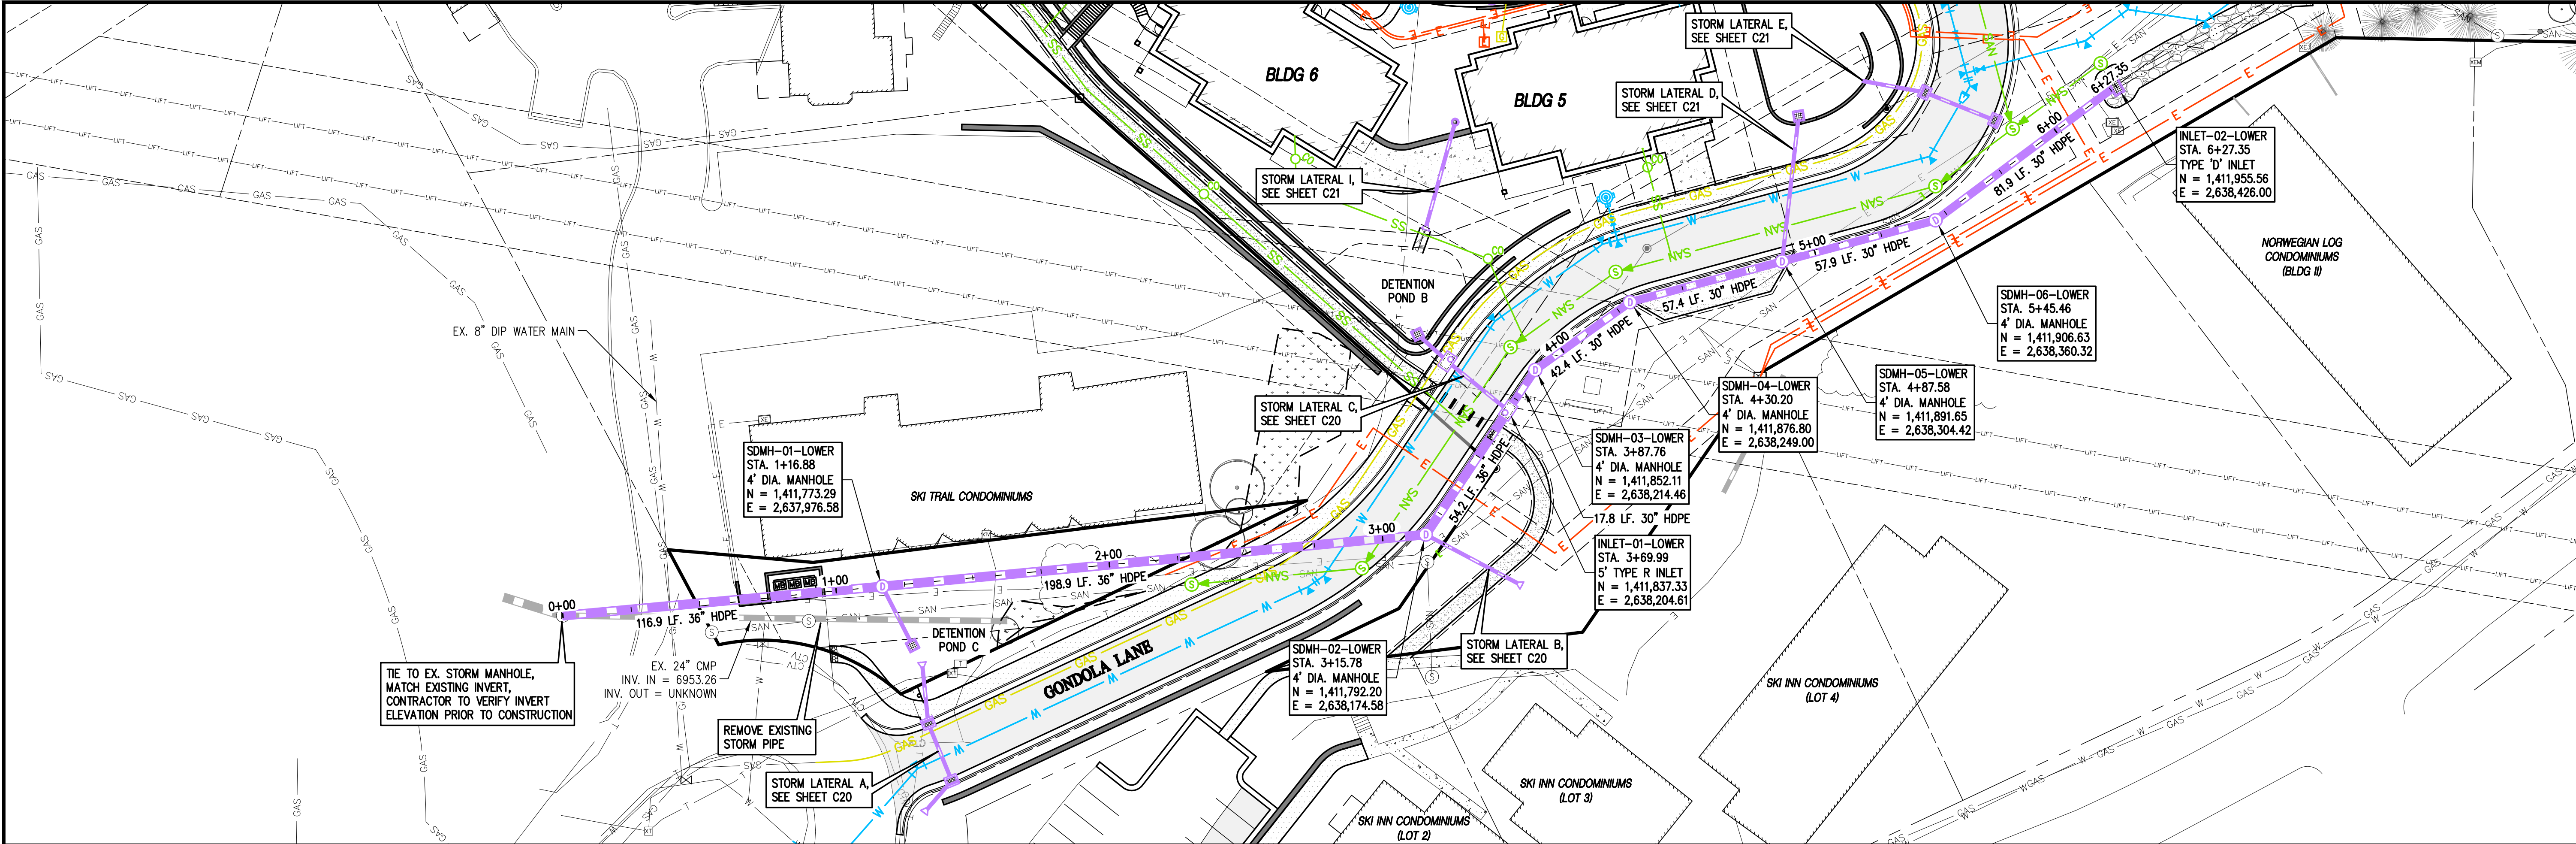 BLDG 6
BLDG 5
STORM LATERAL E,
SEE SHEET C21
STORM LATERAL D,
SEE SHEET C21
STORM LATERAL I,
SEE SHEET C21
6+27.35
6+00
81.9 LF. 30" HDPE
INLET-02-LOWER
STA. 6+27.35
TYPE 'D' INLET
N = 1,411,955.56
E = 2,638,426.00
NORWEGIAN LOG
CONDOMINIUMS
(BLDG II)
DETENTION
POND B
5+00
57.9 LF. 30" HDPE
57.4 LF. 30" HDPE
4+00
42.4 LF. 30" HDPE
SDMH-06-LOWER
STA. 5+45.46
4' DIA. MANHOLE
N = 1,411,906.63
E = 2,638,360.32
EX. 8" DIP WATER MAIN
SDMH-05-LOWER
STA. 4+87.58
4' DIA. MANHOLE
N = 1,411,891.65
E = 2,638,304.42
SDMH-04-LOWER
STA. 4+30.20
4' DIA. MANHOLE
N = 1,411,876.80
E = 2,638,249.00
STORM LATERAL C,
SEE SHEET C20
SDMH-03-LOWER
STA. 3+87.76
4' DIA. MANHOLE
N = 1,411,852.11
E = 2,638,214.46
17.8 LF. 30" HDPE
INLET-01-LOWER
STA. 3+69.99
5' TYPE R INLET
N = 1,411,837.33
E = 2,638,204.61
SDMH-01-LOWER
STA. 1+16.88
4' DIA. MANHOLE
N = 1,411,773.29
E = 2,637,976.58
SKI TRAIL CONDOMINIUMS
54.2 LF. 36" HDPE
3+00
2+00
198.9 LF. 36" HDPE
1+00
MB MB MB
0+00
116.9 LF. 36" HDPE
DETENTION
POND C
TIE TO EX. STORM MANHOLE,
MATCH EXISTING INVERT,
CONTRACTOR TO VERIFY INVERT
ELEVATION PRIOR TO CONSTRUCTION
EX. 24" CMP
INV. IN = 6953.26
INV. OUT = UNKNOWN
REMOVE EXISTING
STORM PIPE
STORM LATERAL A,
SEE SHEET C20
GONDOLA LANE
SDMH-02-LOWER
STA. 3+15.78
4' DIA. MANHOLE
N = 1,411,792.20
E = 2,638,174.58
STORM LATERAL B,
SEE SHEET C20
SKI INN CONDOMINIUMS
(LOT 4)
SKI INN CONDOMINIUMS
(LOT 3)
SKI INN CONDOMINIUMS
(LOT 2)
GAS
LIFT
SAN
SS
CO
W
E
CTV
T
XE
XT
XEM
S
D